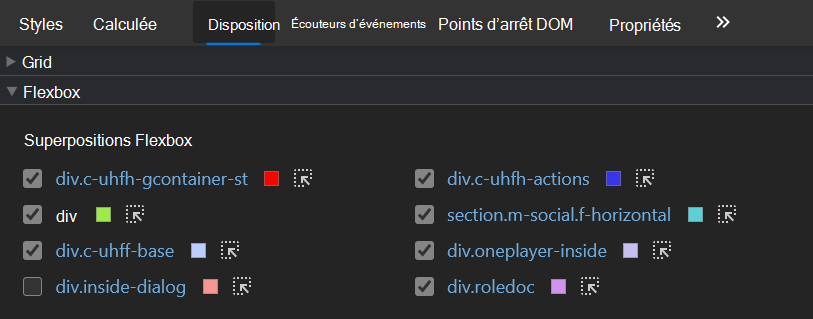 Styles Calculée Disposition Écouteurs d'événements Points d'arrêt DOM Propriétés »
Grid
Flexbox
Superpositions Flexbox
div.c-uhfh-gcontainer-st div.c-uhfh-actions
div section.m-social.f-horizontal
div.c-uhff-base div.oneplayer-inside
div.inside-dialog div.roledoc